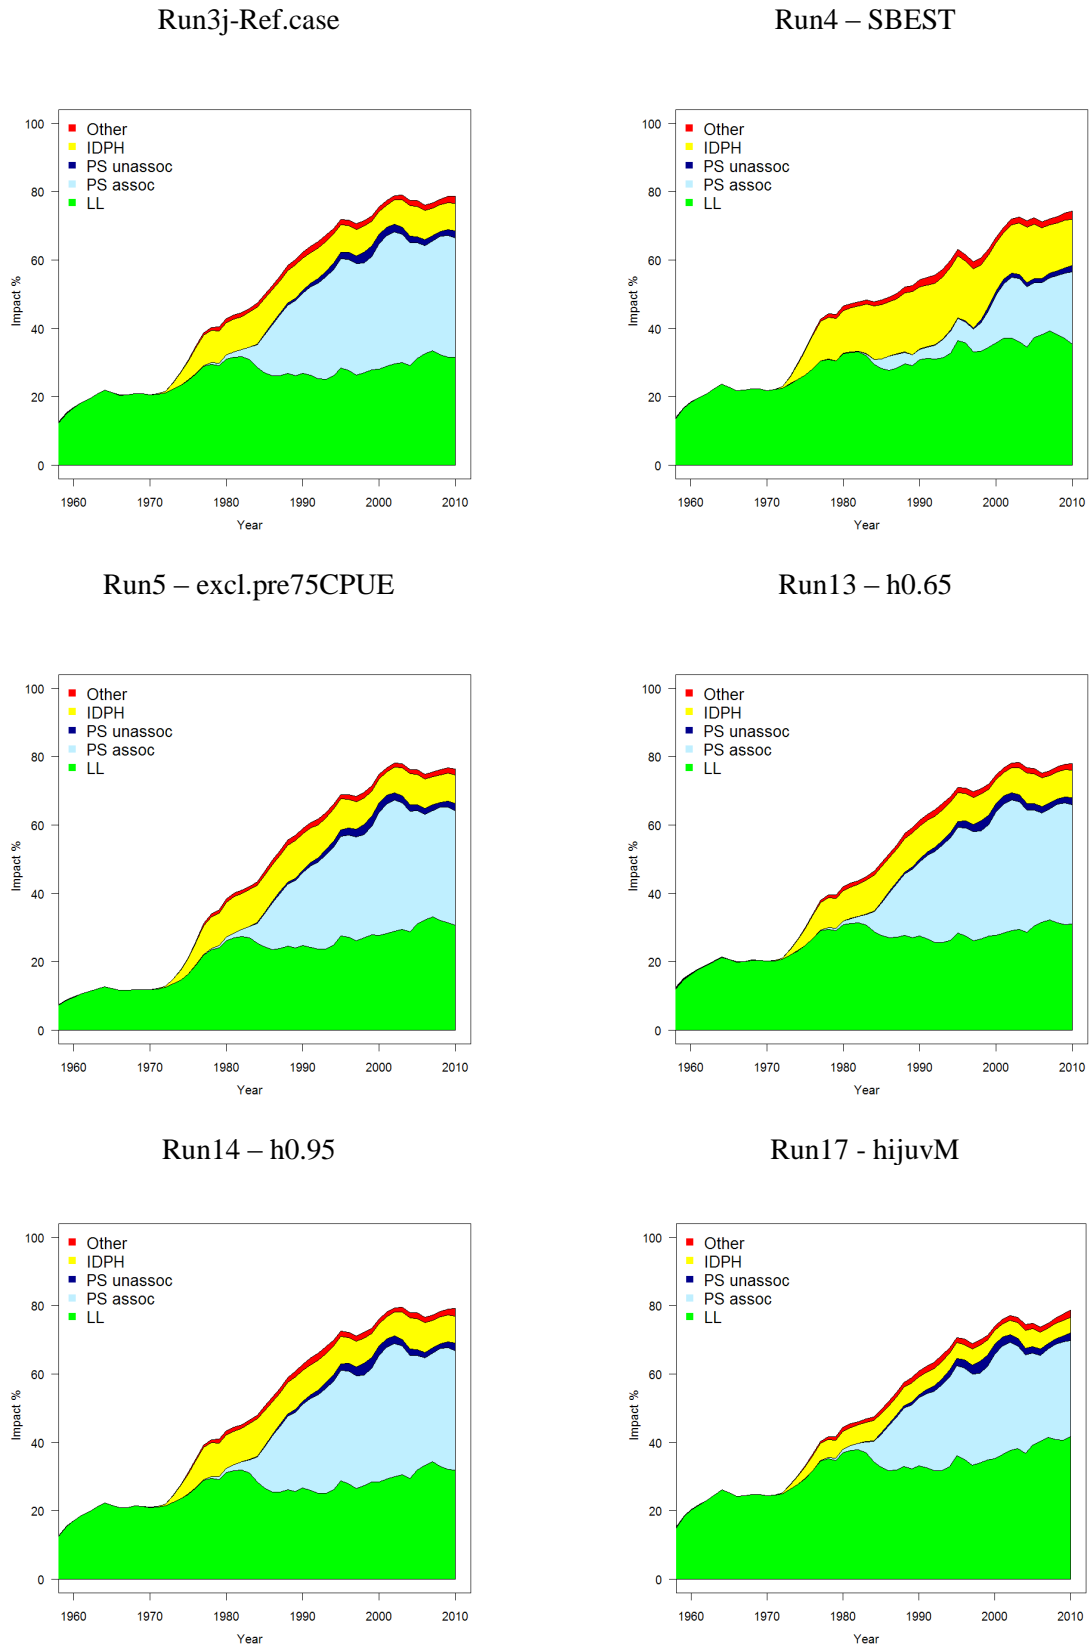 Run3j-Ref.case
Run4 – SBEST
Other
IDPH
PS unassoc
PS assoc
LL
100
80
60
40
20
0
Impact %
1960 1970 1980 1990 2000 2010
Year
Other
IDPH
PS unassoc
PS assoc
LL
100
80
60
40
20
0
Impact %
1960 1970 1980 1990 2000 2010
Year
Run5 – excl.pre75CPUE
Run13 – h0.65
Other
IDPH
PS unassoc
PS assoc
LL
100
80
60
40
20
0
Impact %
1960 1970 1980 1990 2000 2010
Year
Other
IDPH
PS unassoc
PS assoc
LL
100
80
60
40
20
0
Impact %
1960 1970 1980 1990 2000 2010
Year
Run14 – h0.95
Run17 - hijuvM
Other
IDPH
PS unassoc
PS assoc
LL
100
80
60
40
20
0
Impact %
1960 1970 1980 1990 2000 2010
Year
Other
IDPH
PS unassoc
PS assoc
LL
100
80
60
40
20
0
Impact %
1960 1970 1980 1990 2000 2010
Year